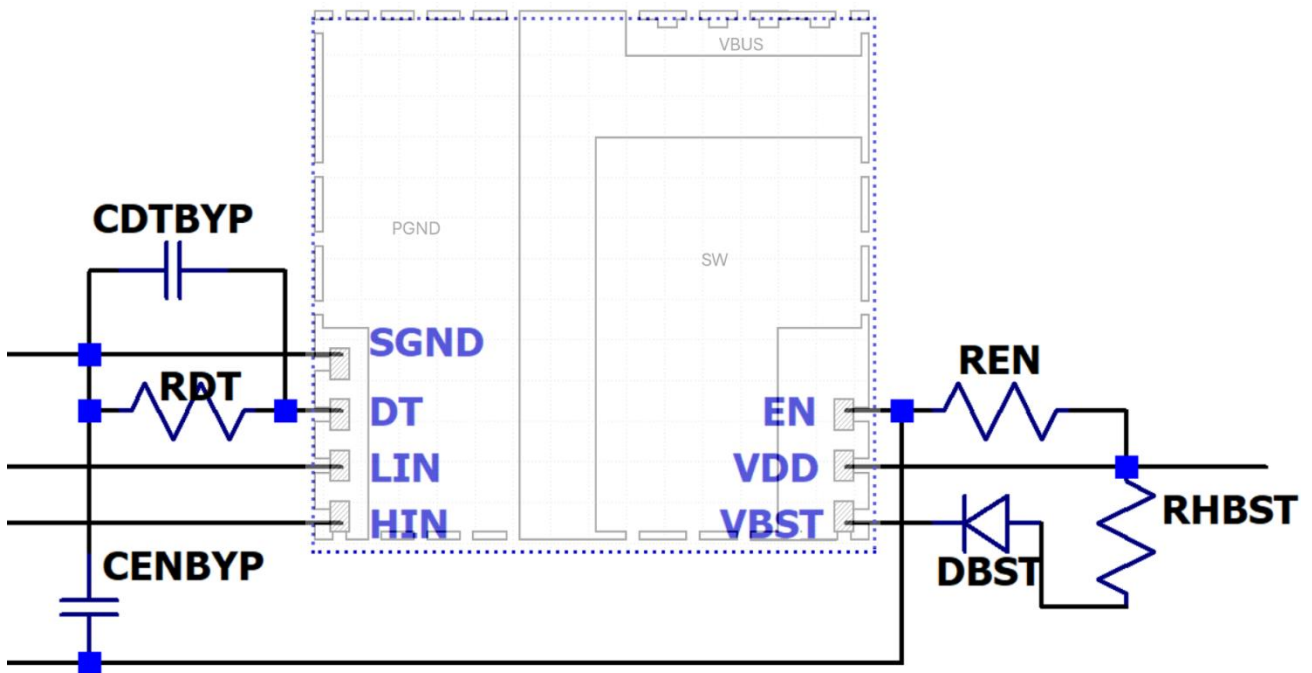 VBUS
CDTBYP
PGND
SW
SGND
REN
RDT
DT
EN
LIN
VDD
RHBST
HIN
VBST
CENBYP
DBST